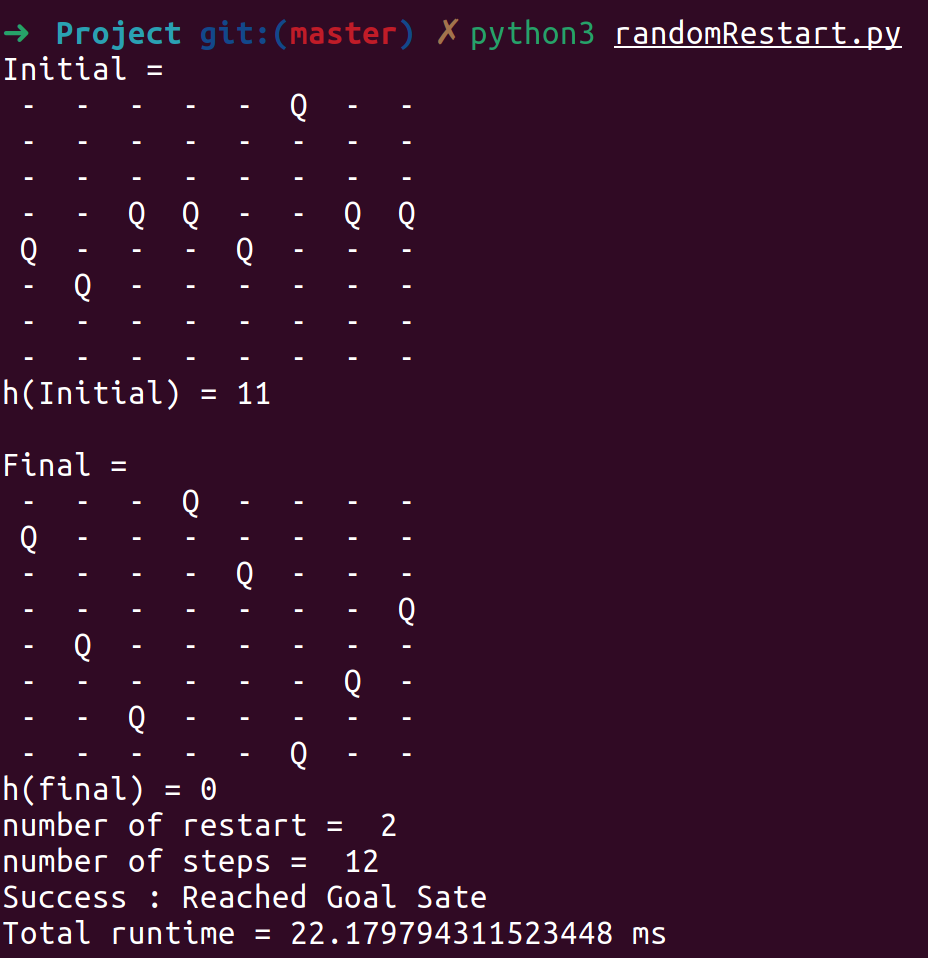 ➜  Project git:(master) ✗ python3 randomRestart.py
Initial =
 -  -  -  -  -  Q  -  -
 -  -  -  -  -  -  -  -
 -  -  -  -  -  -  -  -
 -  -  Q  Q  -  -  Q  Q
 Q  -  -  -  Q  -  -  -
 -  Q  -  -  -  -  -  -
 -  -  -  -  -  -  -  -
 -  -  -  -  -  -  -  -
h(Initial) = 11

Final =
 -  -  -  Q  -  -  -  -
 Q  -  -  -  -  -  -  -
 -  -  -  -  Q  -  -  -
 -  -  -  -  -  -  -  Q
 -  Q  -  -  -  -  -  -
 -  -  -  -  -  -  Q  -
 -  -  Q  -  -  -  -  -
 -  -  -  -  -  Q  -  -
h(final) = 0
number of restart =  2
number of steps =  12
Success : Reached Goal Sate
Total runtime = 22.179794311523448 ms